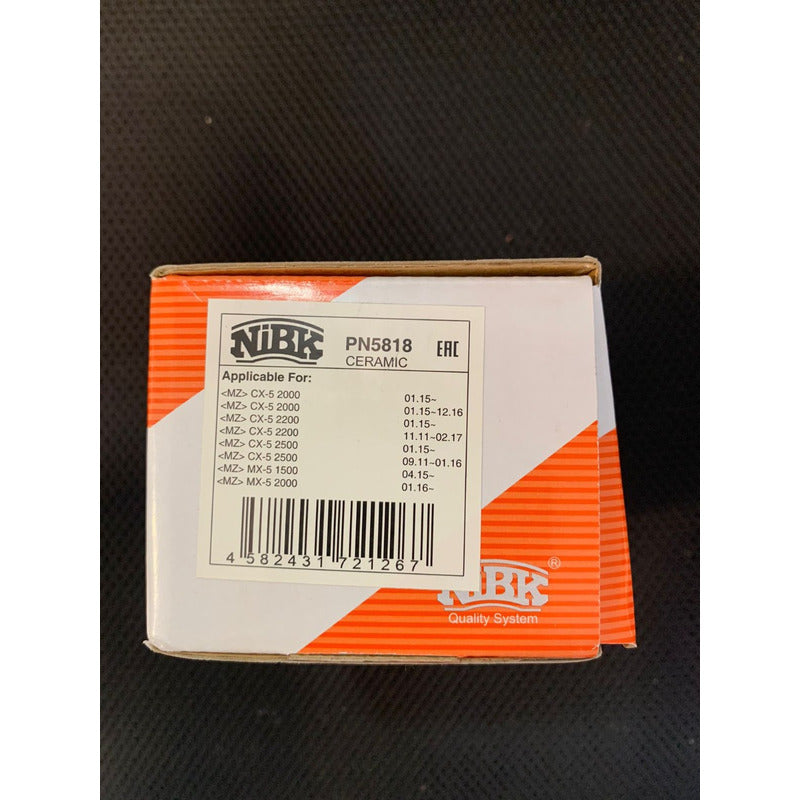 NiBK PN5818 EAC
CERAMIC
Applicable For:
<MZ> CX-5 2000 01.15~
<MZ> CX-5 2000 01.15~12.16
<MZ> CX-5 2200 01.15~
<MZ> CX-5 2200 11.11~02.17
<MZ> CX-5 2500 01.15~
<MZ> CX-5 2500 09.11~01.16
<MZ> MX-5 1500 04.15~
<MZ> MX-5 2000 01.16~
4 582431 721267
NiBK ®
Quality System